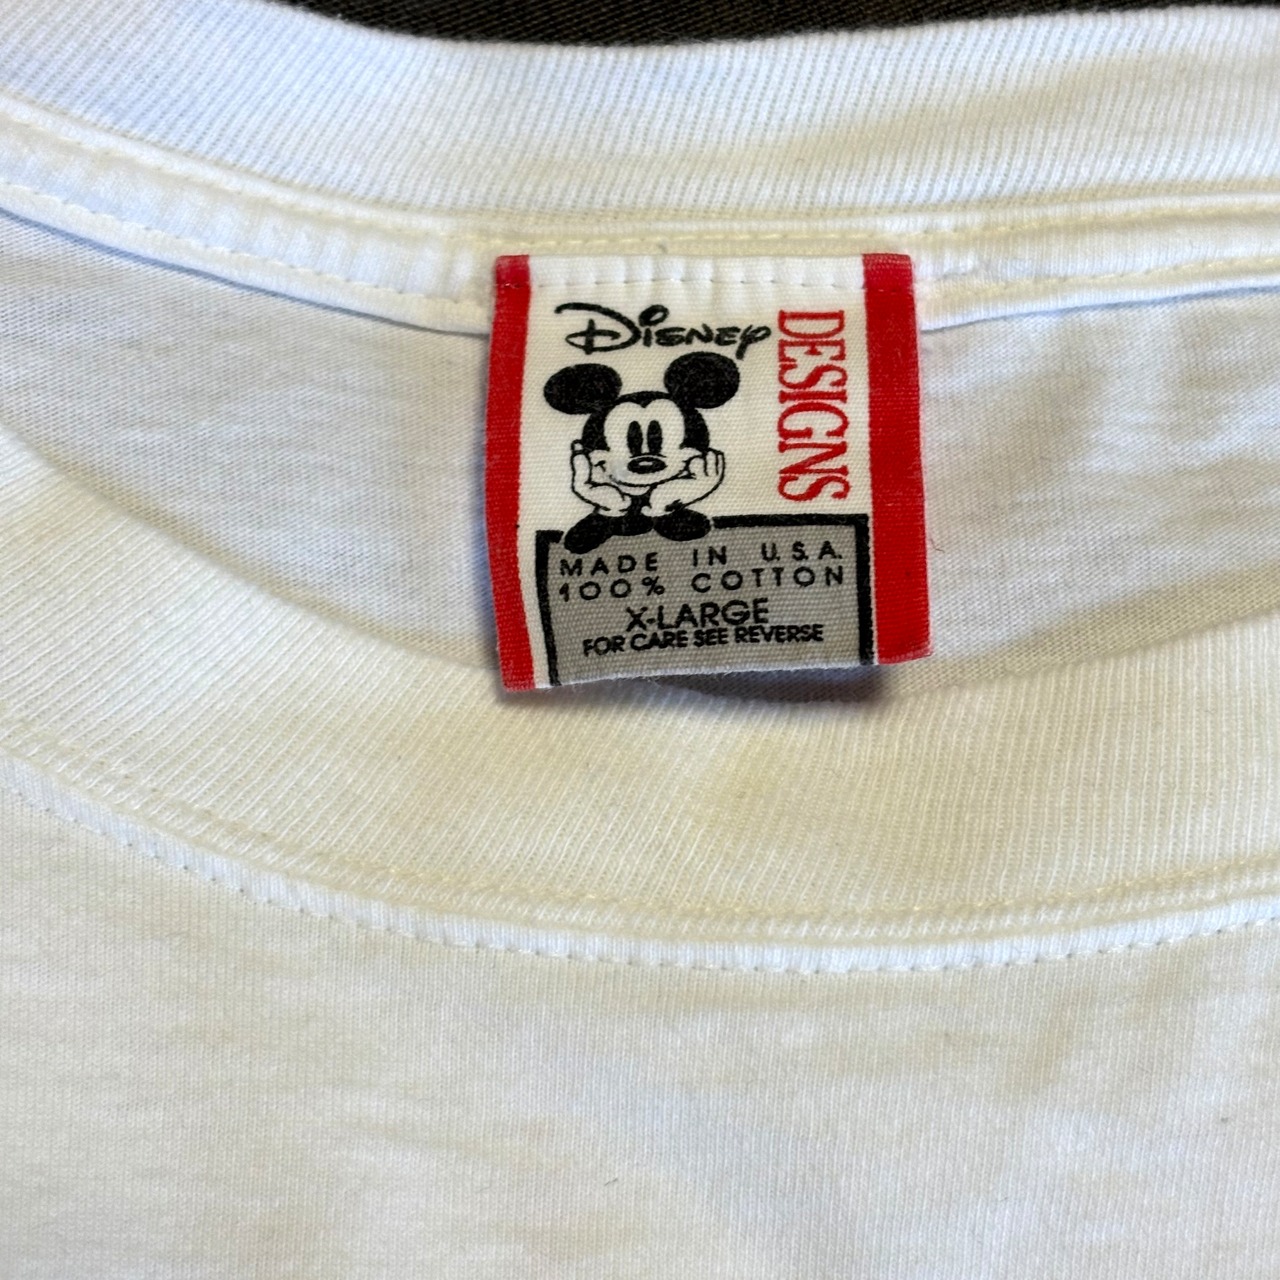 Disney
DESIGNS
MADE IN U.S.A.
100% COTTON
X-LARGE
FOR CARE SEE REVERSE